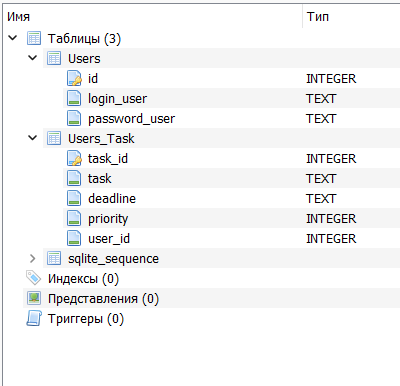 Имя Тип
Таблицы (3)
Users
id INTEGER
login_user TEXT
password_user TEXT
Users_Task
task_id INTEGER
task TEXT
deadline TEXT
priority INTEGER
user_id INTEGER
sqlite_sequence
Индексы (0)
Представления (0)
Триггеры (0)